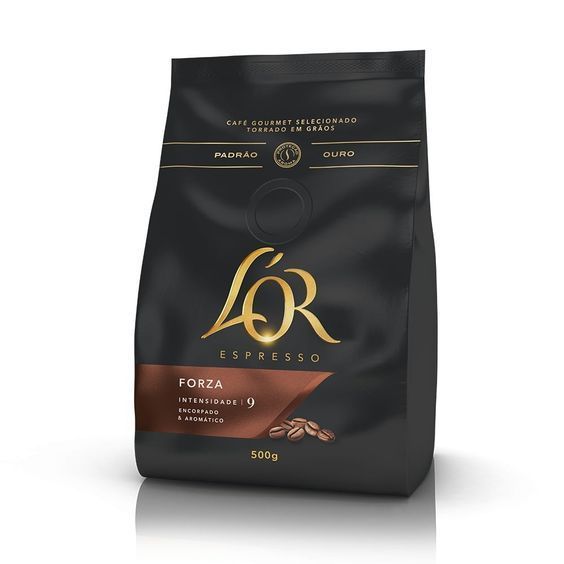 CAFÉ GOURMET SELECIONADO
TORRADO EM GRÃOS
PADRÃO OURO
L'OR
ESPRESSO
FORZA
INTENSIDADE | 9
ENCORPADO
& AROMÁTICO
500g